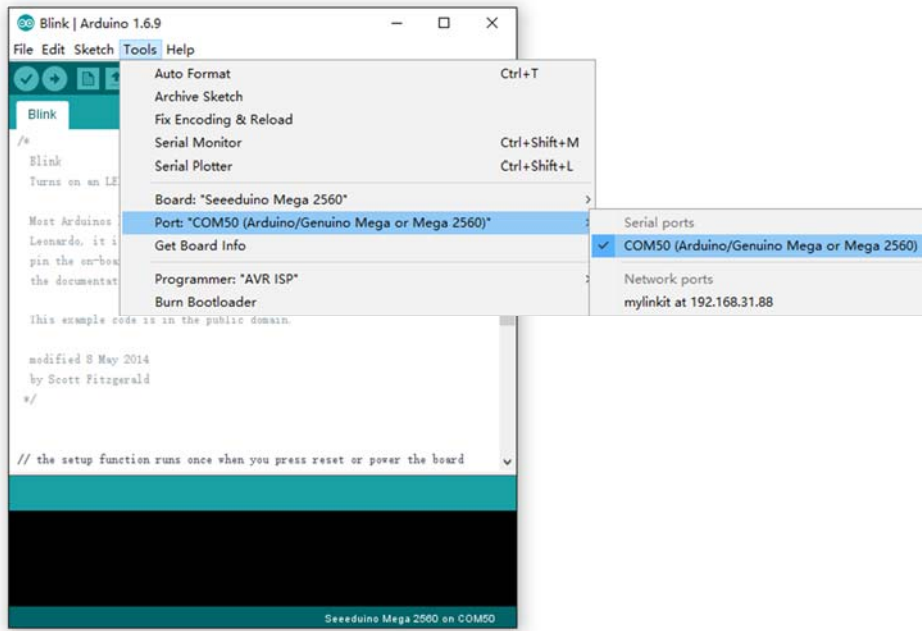 Blink | Arduino 1.6.9
File Edit Sketch Tools Help
Auto Format Ctrl+T
Archive Sketch
Fix Encoding & Reload
Serial Monitor Ctrl+Shift+M
Serial Plotter Ctrl+Shift+L
Board: "Seeeduino Mega 2560"
Port: "COM50 (Arduino/Genuino Mega or Mega 2560)"
Get Board Info
Programmer: "AVR ISP"
Burn Bootloader
Serial ports
COM50 (Arduino/Genuino Mega or Mega 2560)
Network ports
mylinkit at 192.168.31.88
Blink
/*
Blink
Turns on an LE
Most Arduinos
Leonardo, it i
pin the on-boa
the documentat
This example code is in the public domain.
modified 8 May 2014
by Scott Fitzgerald
*/
// the setup function runs once when you press reset or power the board
Seeeduino Mega 2560 on COM50